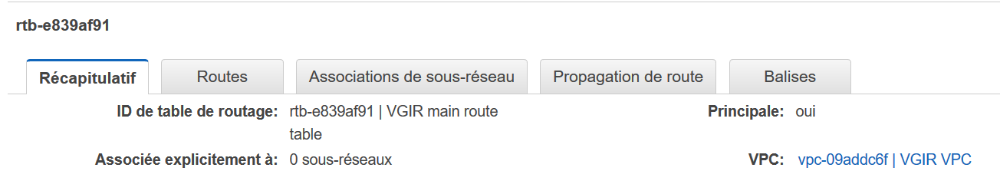 rtb-e839af91
Récapitulatif
Routes
Associations de sous-réseau
Propagation de route
Balises
ID de table de routage: rtb-e839af91 | VGIR main route
table
Principale: oui
Associée explicitement à: 0 sous-réseaux
VPC: vpc-09addc6f | VGIR VPC